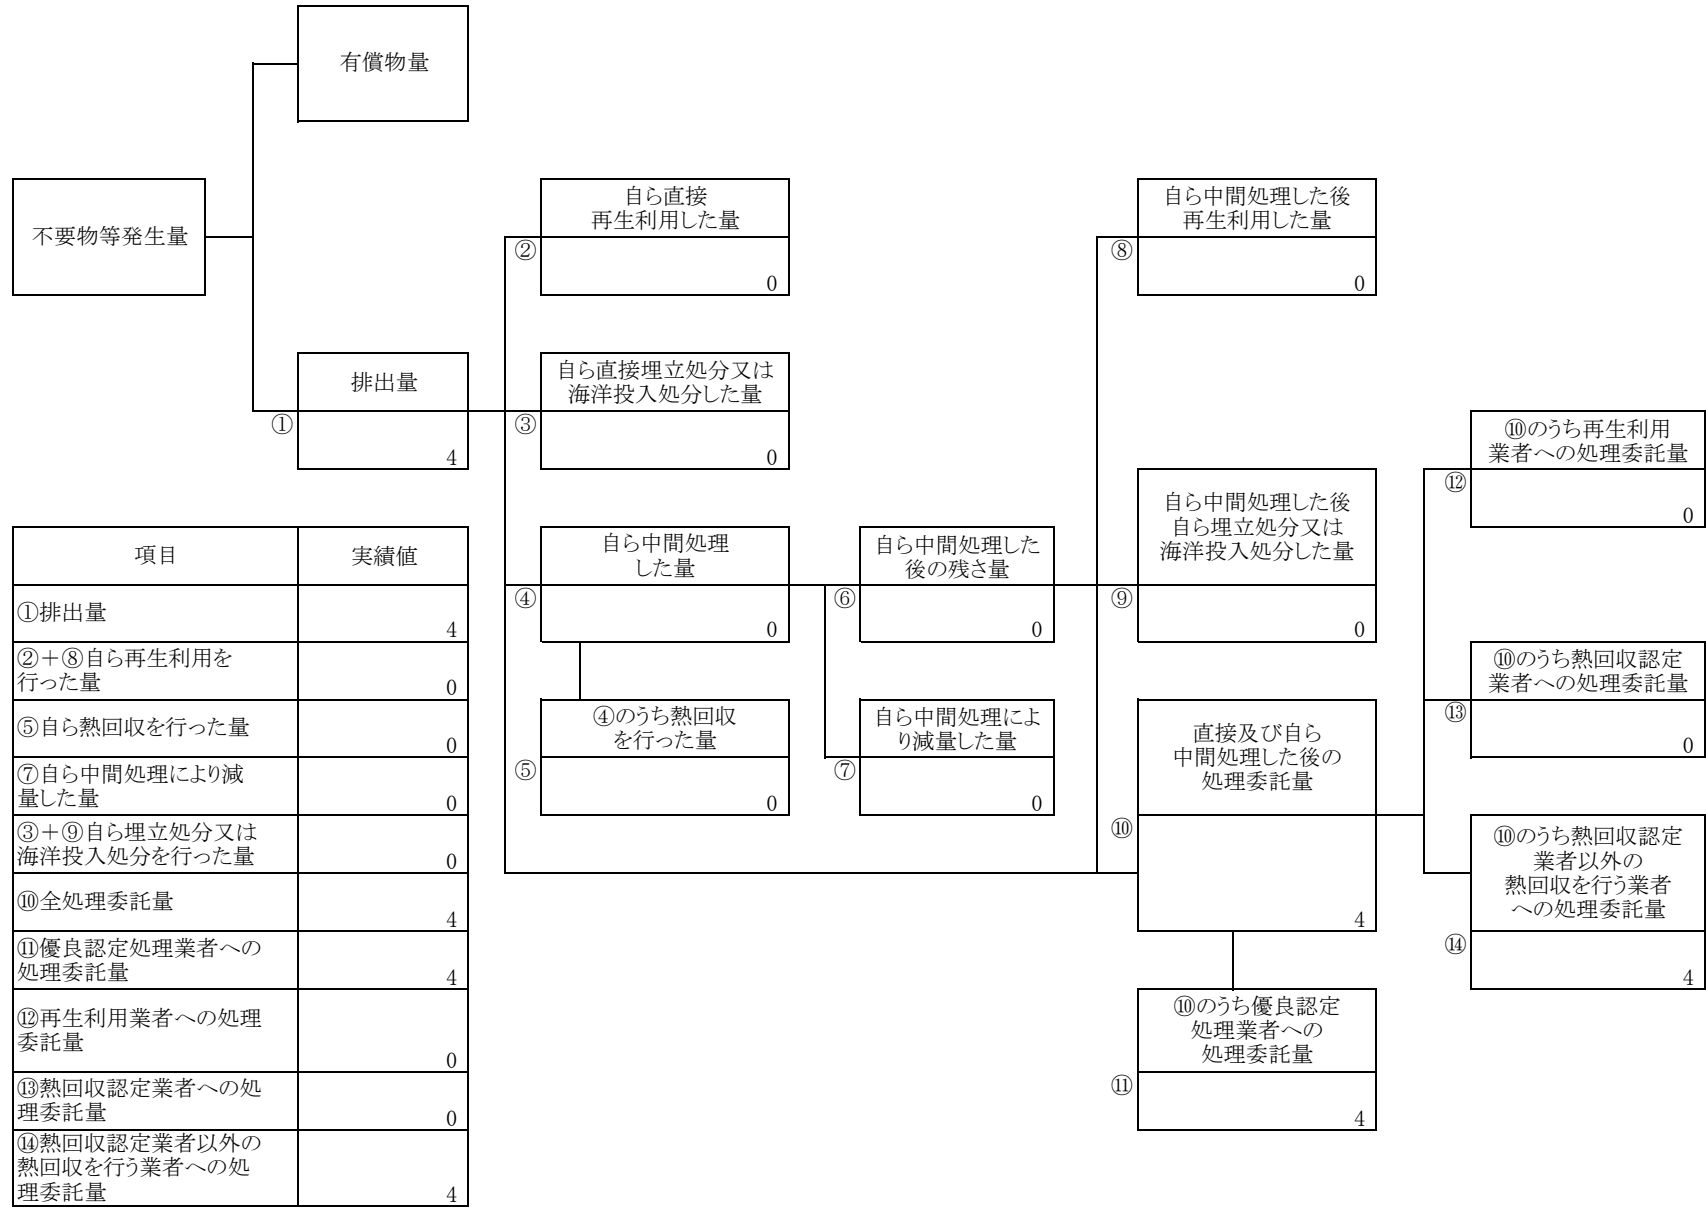 有償物量
不要物等発生量
排出量
①
4
自ら直接
再生利用した量
②
0
自ら直接埋立処分又は
海洋投入処分した量
③
0
自ら中間処理
した量
④
0
④のうち熱回収
を行った量
⑤
0
自ら中間処理した
後の残さ量
⑥
0
自ら中間処理によ
り減量した量
⑦
0
自ら中間処理した後
再生利用した量
⑧
0
自ら中間処理した後
自ら埋立処分又は
海洋投入処分した量
⑨
0
直接及び自ら
中間処理した後の
処理委託量
⑩
4
⑩のうち優良認定
処理業者への
処理委託量
⑪
4
⑩のうち再生利用
業者への処理委託量
⑫
0
⑩のうち熱回収認定
業者への処理委託量
⑬
0
⑩のうち熱回収認定
業者以外の
熱回収を行う業者
への処理委託量
⑭
4
項目 実績値
①排出量
4
②＋⑧自ら再生利用を
行った量
0
⑤自ら熱回収を行った量
0
⑦自ら中間処理により減
量した量
0
③＋⑨自ら埋立処分又は
海洋投入処分を行った量
0
⑩全処理委託量
4
⑪優良認定処理業者への
処理委託量
4
⑫再生利用業者への処理
委託量
0
⑬熱回収認定業者への処
理委託量
0
⑭熱回収認定業者以外の
熱回収を行う業者への処
理委託量
4